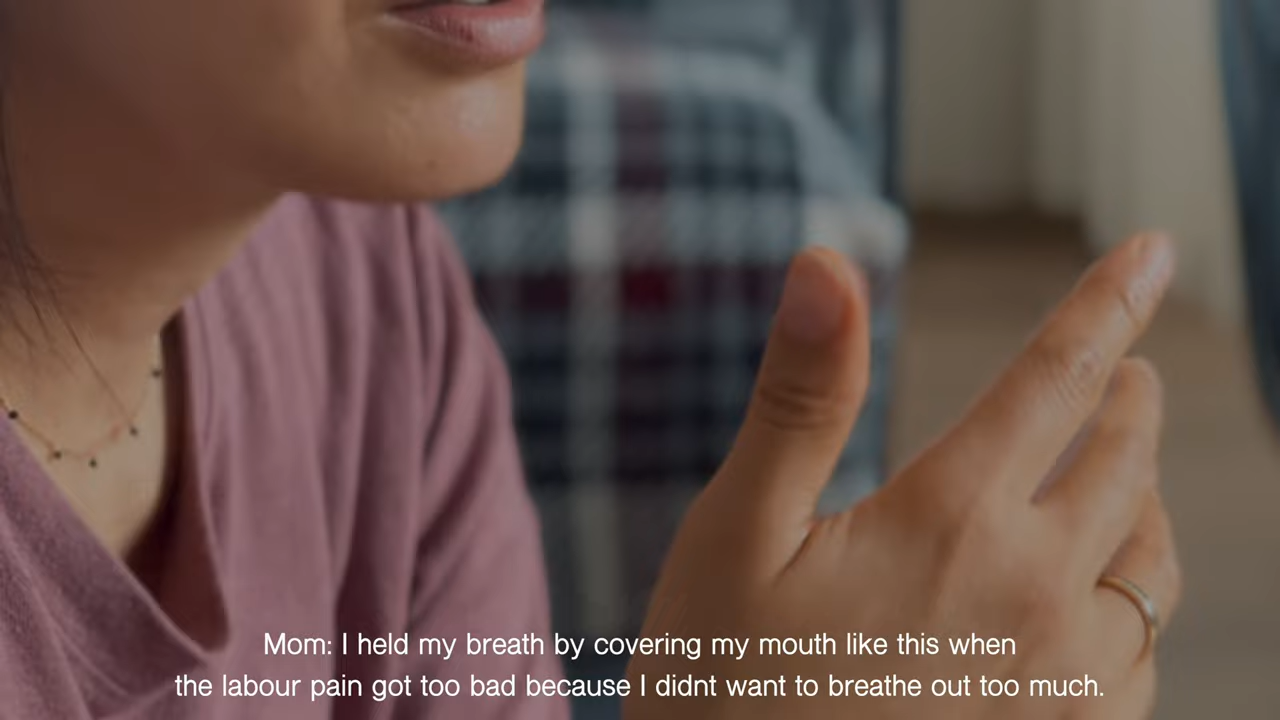 Mom: I held my breath by covering my mouth like this when
the labour pain got too bad because I didnt want to breathe out too much.